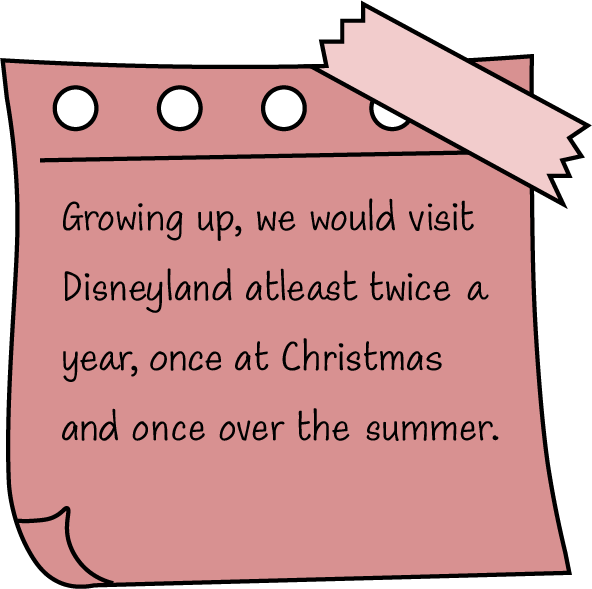 Growing up, we would visit
Disneyland atleast twice a
year, once at Christmas
and once over the summer.